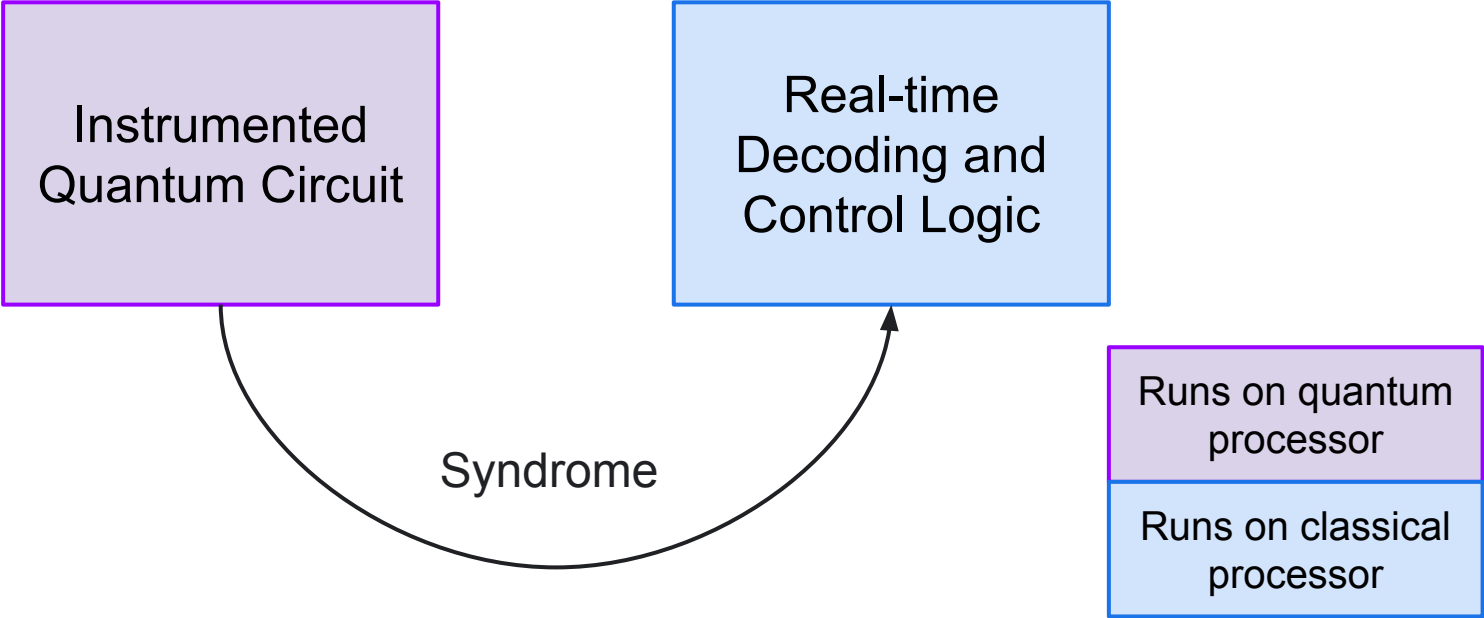 Instrumented
Quantum Circuit
Real-time
Decoding and
Control Logic
Syndrome
Runs on quantum
processor
Runs on classical
processor